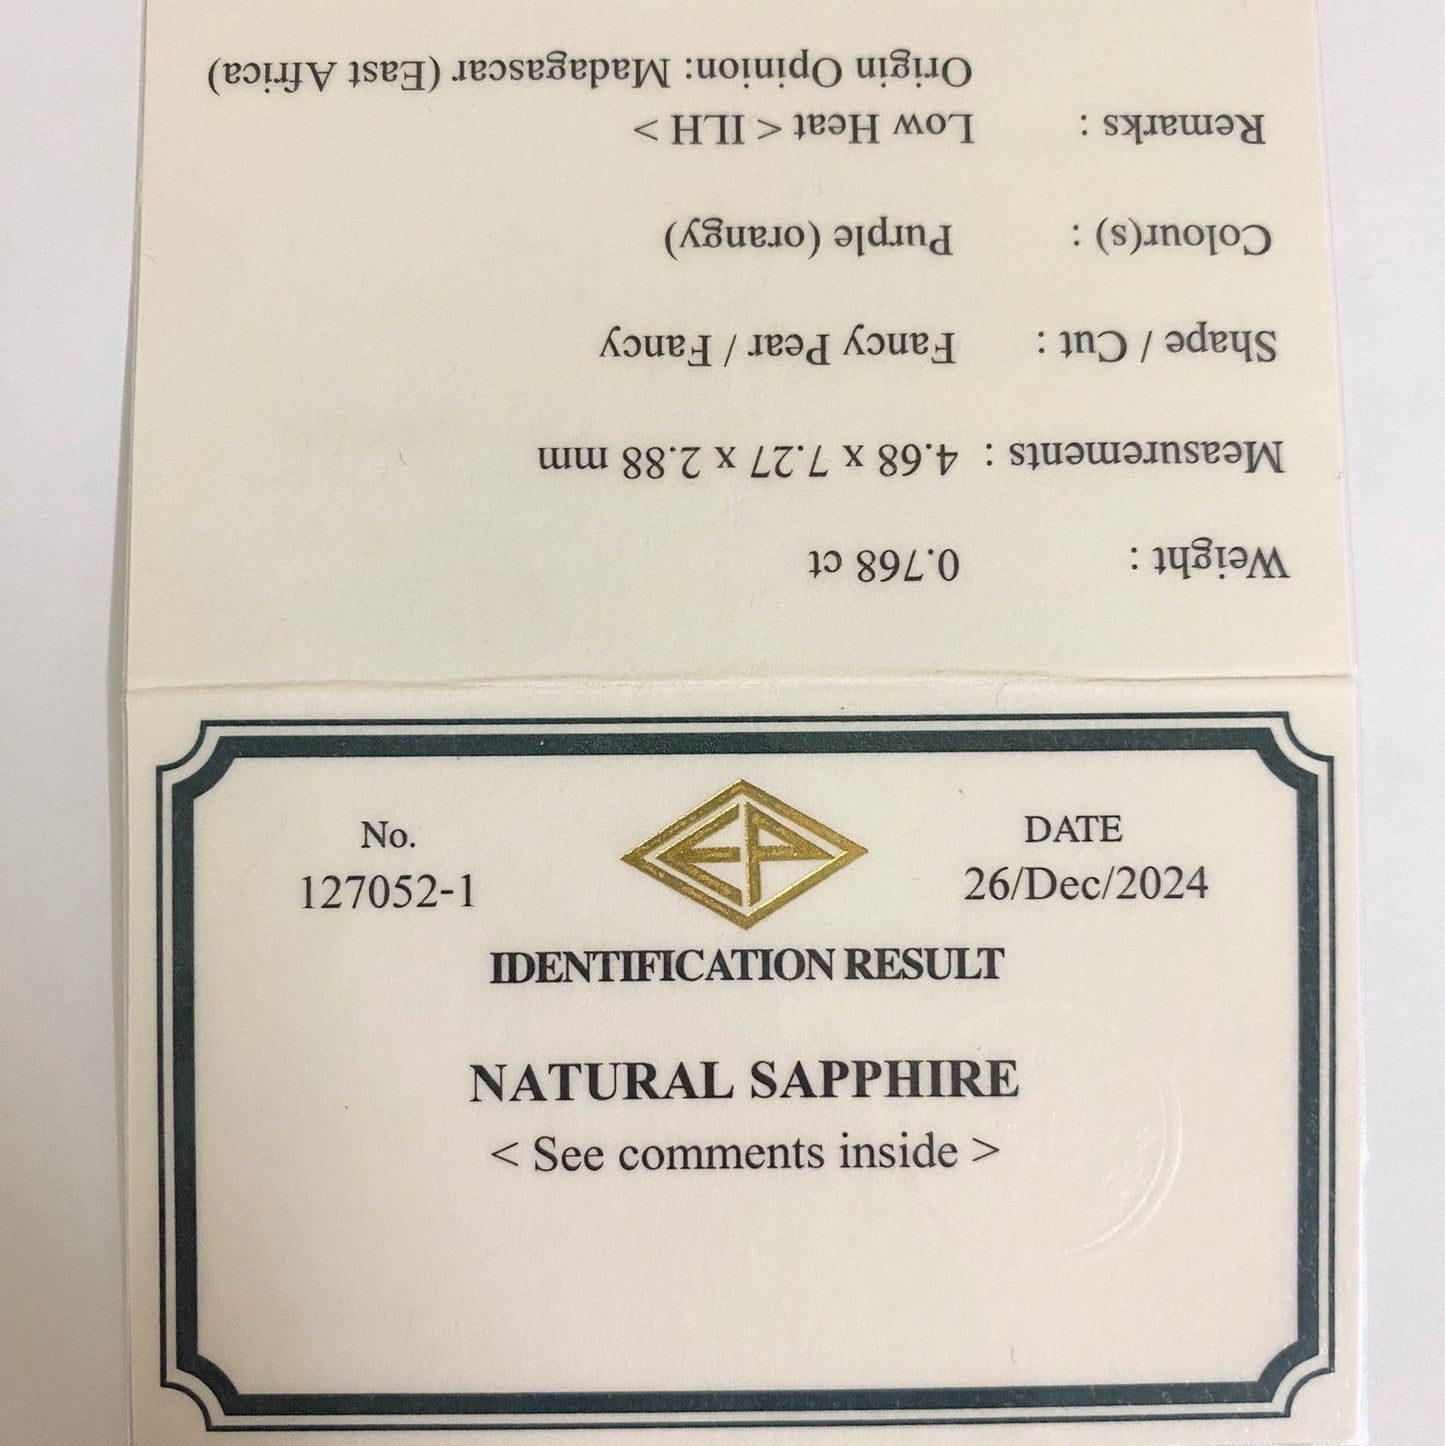 Weight : 0.768 ct
Measurements : 4.68 x 7.27 x 2.88 mm
Shape / Cut : Fancy Pear / Fancy
Colour(s) : Purple (orangy)
Remarks : Low Heat < ILH >
Origin Opinion: Madagascar (East Africa)
No.
127052-1
EP
DATE
26/Dec/2024
IDENTIFICATION RESULT
NATURAL SAPPHIRE
< See comments inside >